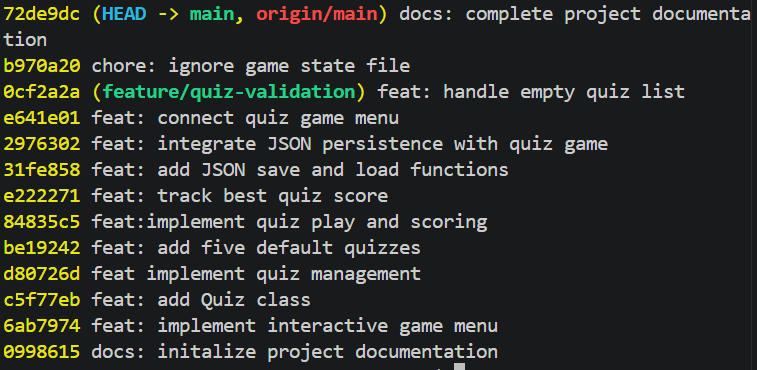 72de9dc (HEAD -> main, origin/main) docs: complete project documenta
tion
b970a20 chore: ignore game state file
0cf2a2a (feature/quiz-validation) feat: handle empty quiz list
e641e01 feat: connect quiz game menu
2976302 feat: integrate JSON persistence with quiz game
31fe858 feat: add JSON save and load functions
e222271 feat: track best quiz score
84835c5 feat:implement quiz play and scoring
be19242 feat: add five default quizzes
d80726d feat implement quiz management
c5f77eb feat: add Quiz class
6ab7974 feat: implement interactive game menu
0998615 docs: initalize project documentation